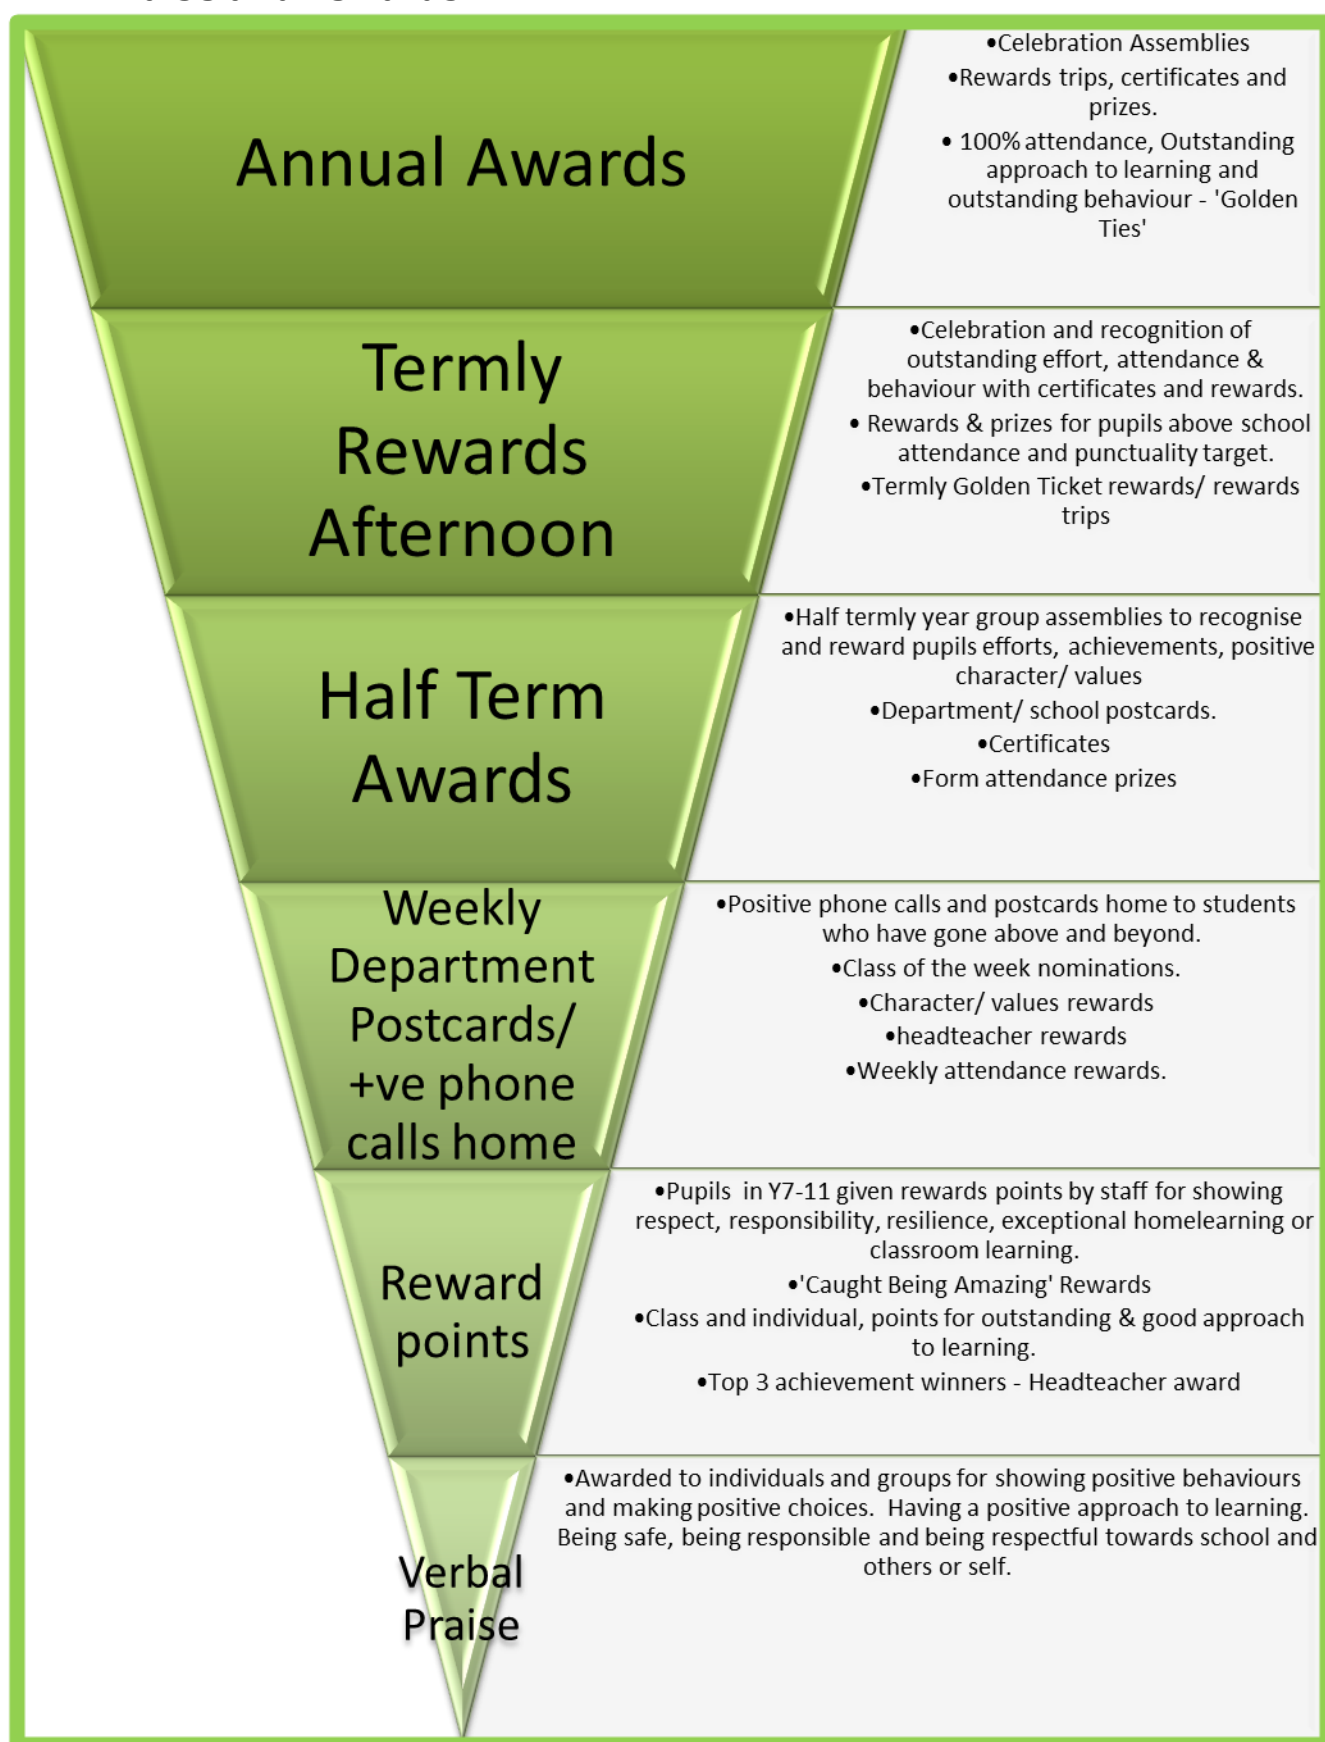 Annual Awards
•Celebration Assemblies
•Rewards trips, certificates and
prizes.
• 100% attendance, Outstanding
approach to learning and
outstanding behaviour - 'Golden
Ties'
Termly
Rewards
Afternoon
•Celebration and recognition of
outstanding effort, attendance &
behaviour with certificates and rewards.
• Rewards & prizes for pupils above school
attendance and punctuality target.
•Termly Golden Ticket rewards/ rewards
trips
Half Term
Awards
•Half termly year group assemblies to recognise
and reward pupils efforts, achievements, positive
character/ values
•Department/ school postcards.
•Certificates
•Form attendance prizes
Weekly
Department
Postcards/
+ve phone
calls home
•Positive phone calls and postcards home to students
who have gone above and beyond.
•Class of the week nominations.
•Character/ values rewards
•headteacher rewards
•Weekly attendance rewards.
Reward
points
•Pupils in Y7-11 given rewards points by staff for showing
respect, responsibility, resilience, exceptional homelearning or
classroom learning.
•'Caught Being Amazing' Rewards
•Class and individual, points for outstanding & good approach
to learning.
•Top 3 achievement winners - Headteacher award
Verbal
Praise
•Awarded to individuals and groups for showing positive behaviours
and making positive choices. Having a positive approach to learning.
Being safe, being responsible and being respectful towards school and
others or self.